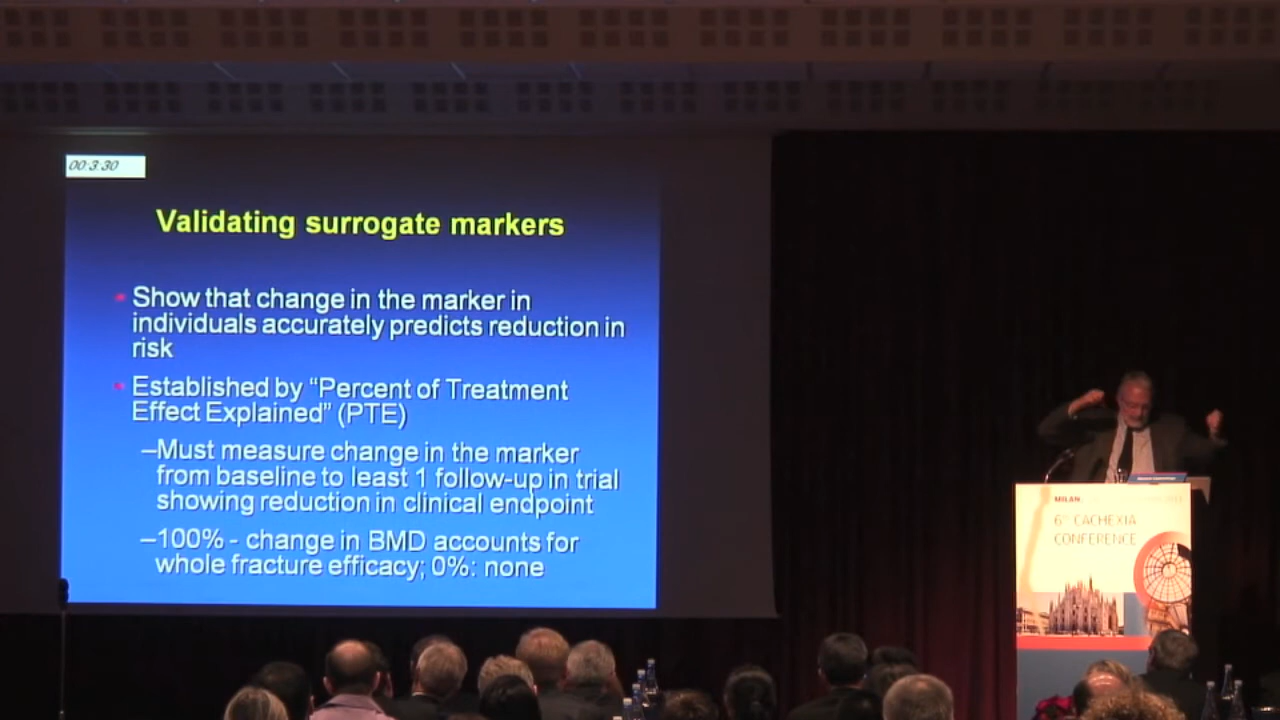 00:3:30
Validating surrogate markers
Show that change in the marker in
individuals accurately predicts reduction in
risk
Established by “Percent of Treatment
Effect Explained” (PTE)
–Must measure change in the marker
from baseline to least 1 follow-up in trial
showing reduction in clinical endpoint
–100% - change in BMD accounts for
whole fracture efficacy; 0%: none
MILAN
6TH CACHEXIA
CONFERENCE